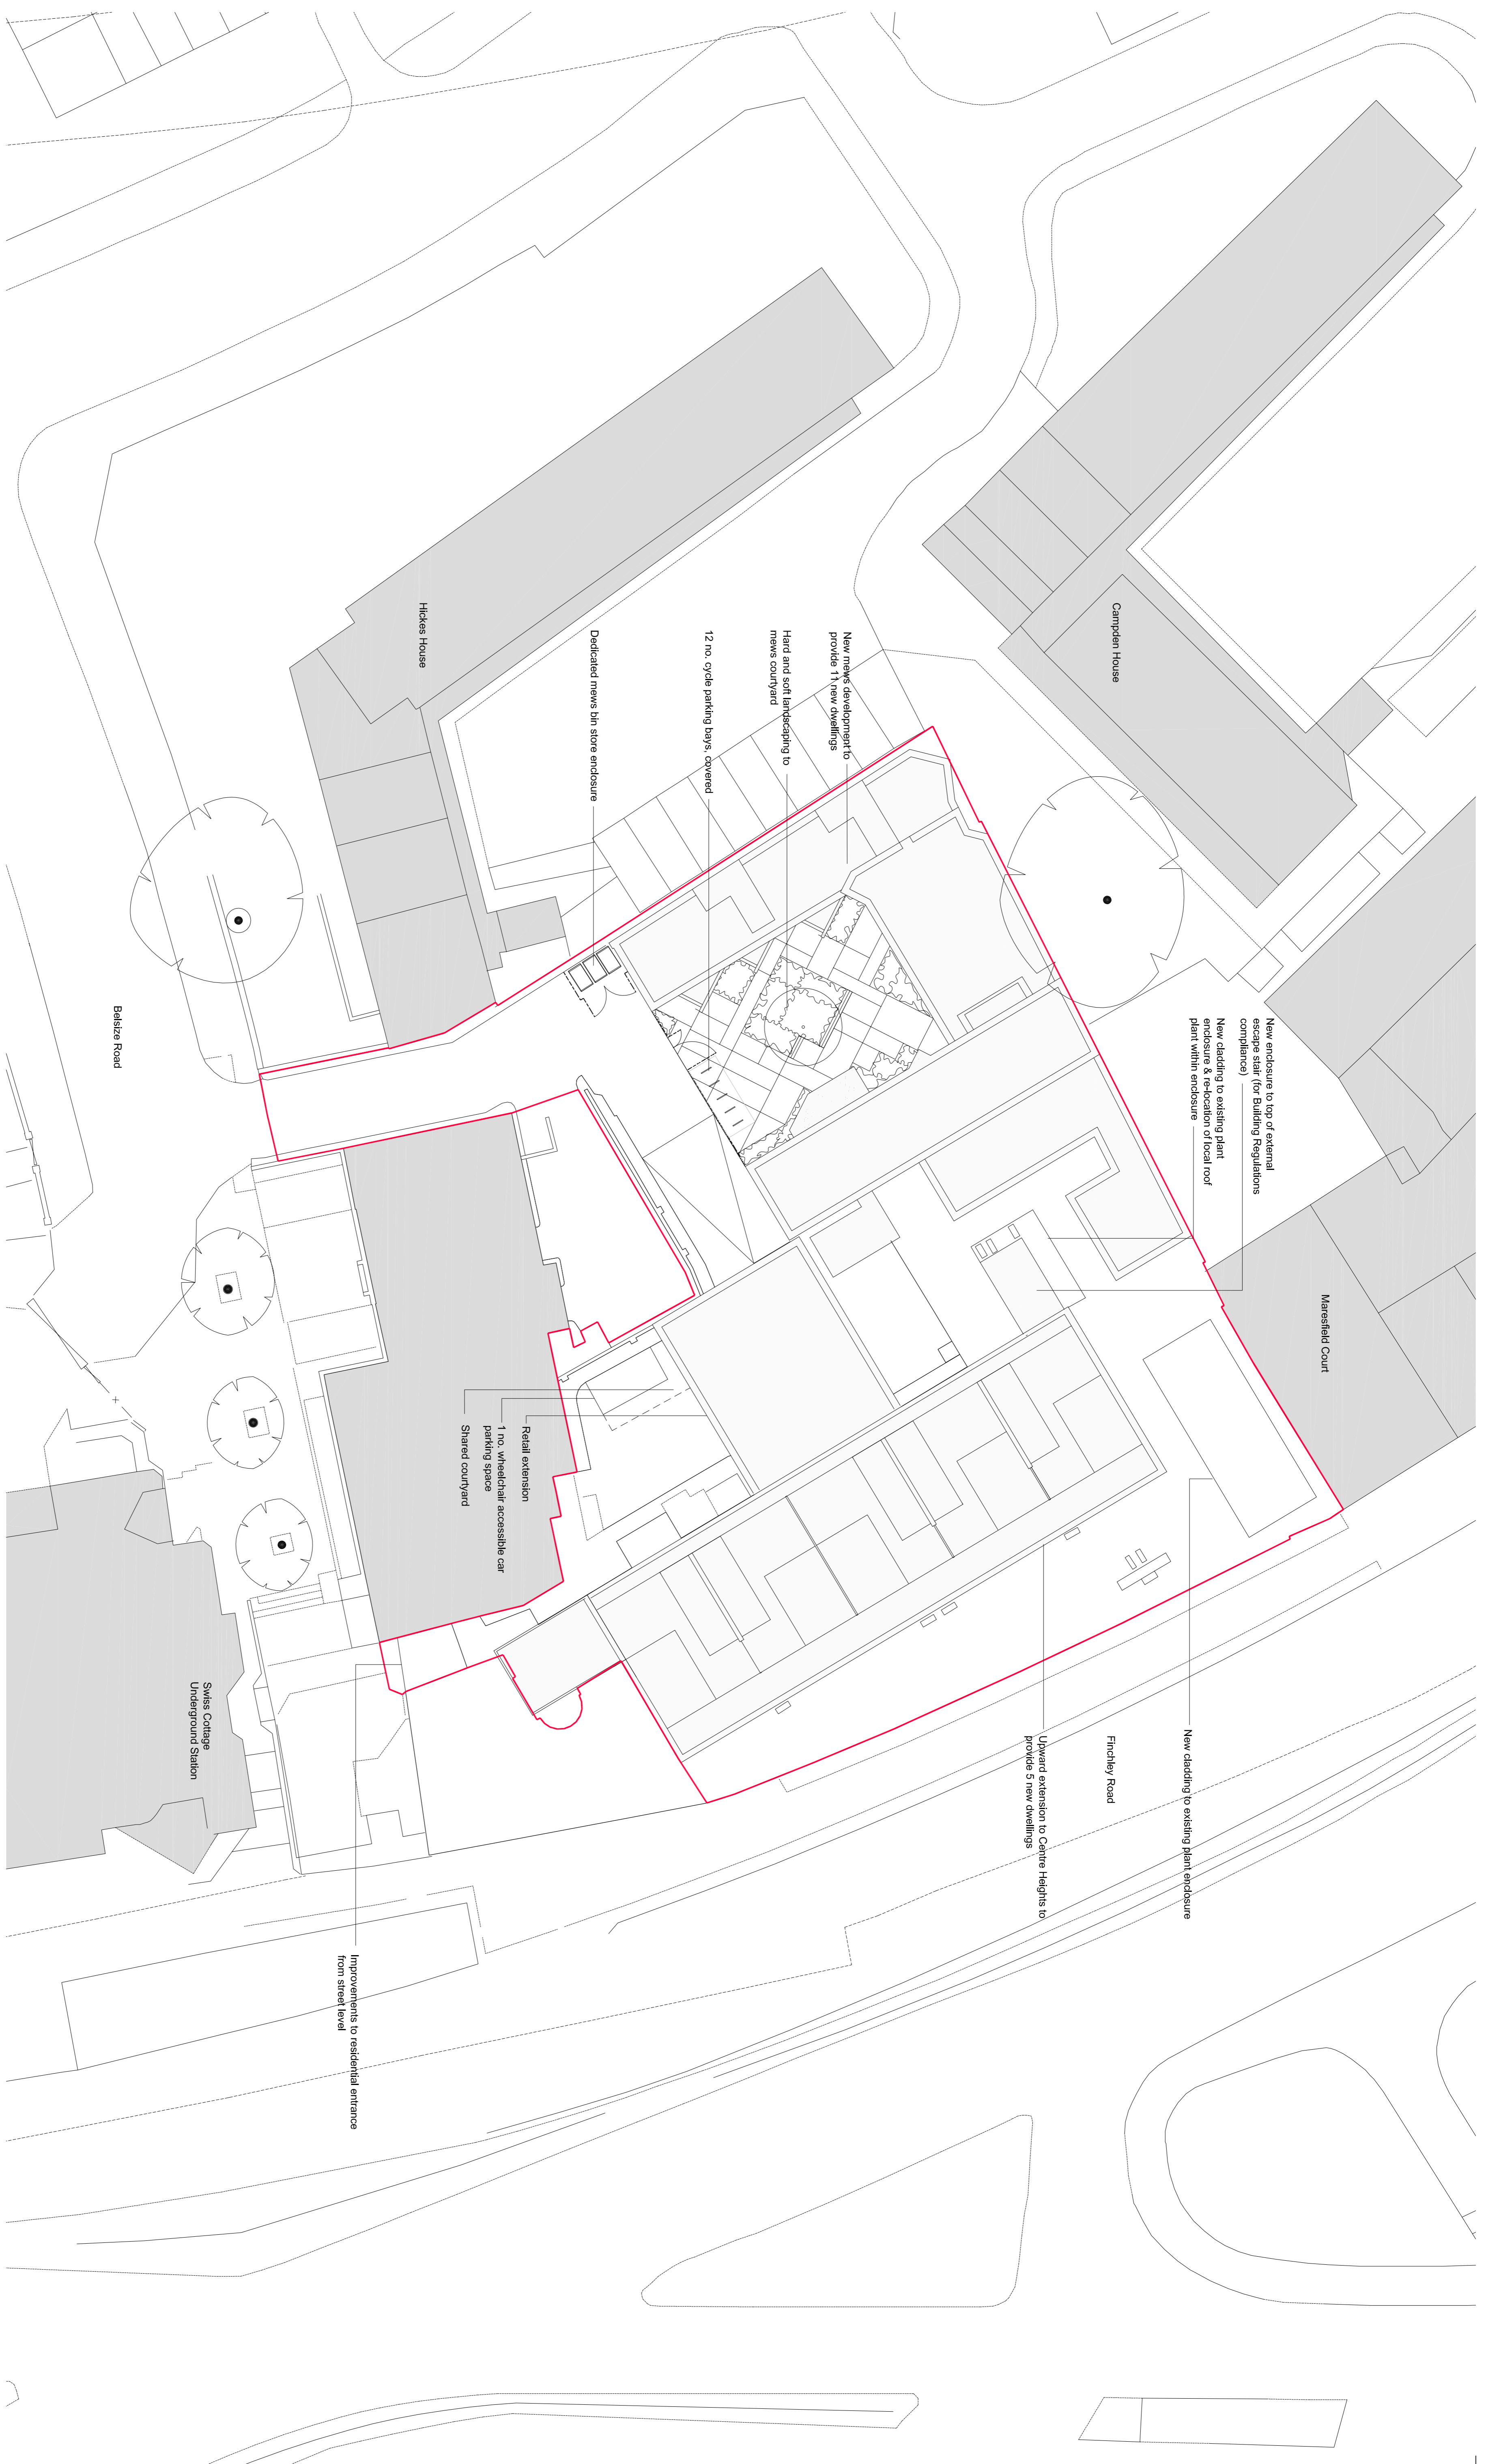 New enclosure to top of external
escape stair (for Building Regulations
compliance)
New cladding to existing plant
enclosure & re-location of local roof
plant within enclosure
Maresfield Court
New cladding to existing plant enclosure
Campden House
Finchley Road
Upward extension to Centre Heights to
provide 5 new dwellings
New mews development to
provide 11 new dwellings
Hard and soft landscaping to
mews courtyard
12 no. cycle parking bays, covered
Dedicated mews bin store enclosure
Retail extension
1 no. wheelchair accessible car
parking space
Shared courtyard
Hickes House
Improvements to residential entrance
from street level
Swiss Cottage
Underground Station
Belsize Road